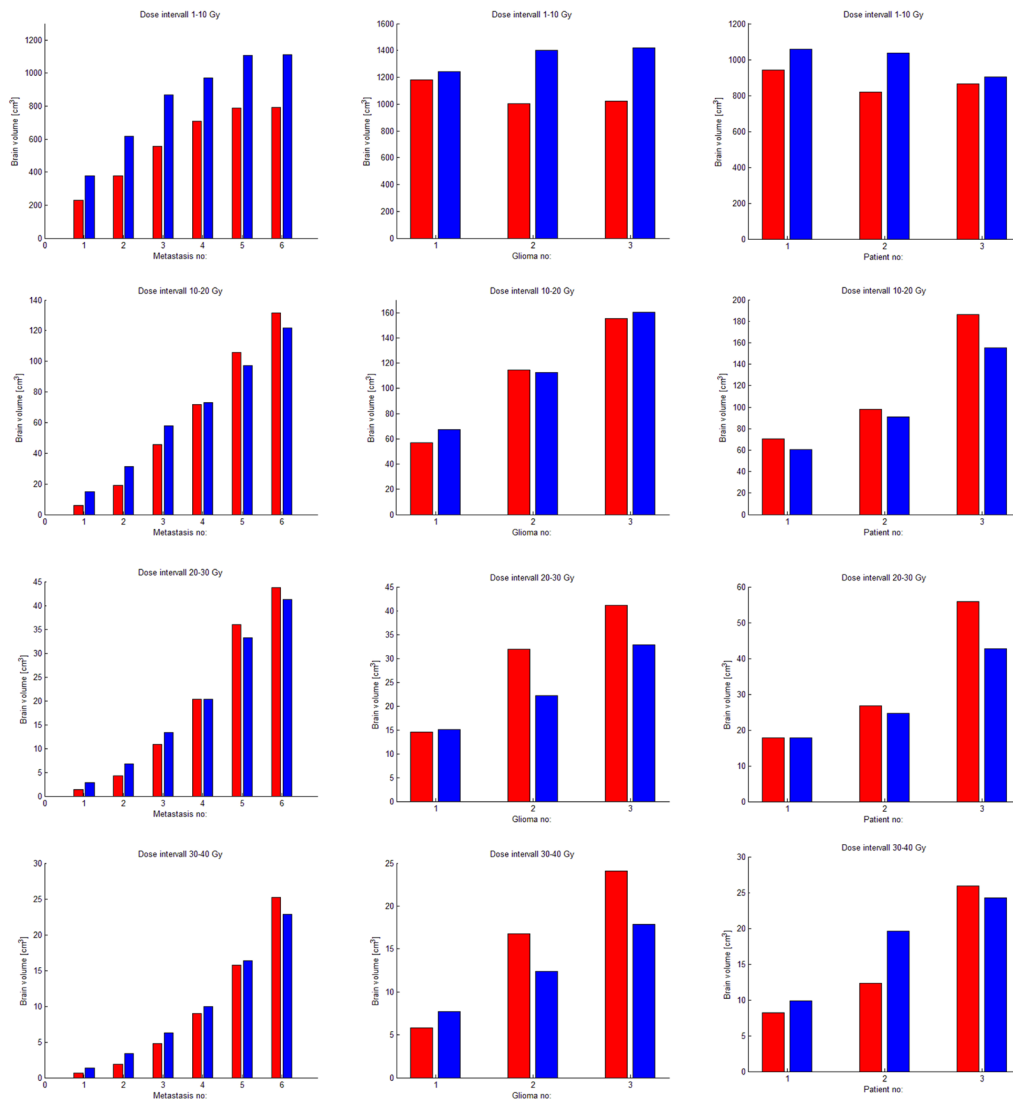 Dose intervall 1-10 Gy
Brain volume [cm³]
1200
1000
800
600
400
200
0
0 1 2 3 4 5 6
Metastasis no:
Dose intervall 1-10 Gy
Brain volume [cm³]
1600
1400
1200
1000
800
600
400
200
0
1 2 3
Glioma no:
Dose intervall 1-10 Gy
Brain volume [cm³]
1200
1000
800
600
400
200
0
1 2 3
Patient no:
Dose intervall 10-20 Gy
Brain volume [cm³]
140
120
100
80
60
40
20
0
0 1 2 3 4 5 6
Metastasis no:
Dose intervall 10-20 Gy
Brain volume [cm³]
160
140
120
100
80
60
40
20
0
1 2 3
Glioma no:
Dose intervall 10-20 Gy
Brain volume [cm³]
200
180
160
140
120
100
80
60
40
20
0
1 2 3
Patient no:
Dose intervall 20-30 Gy
Brain volume [cm³]
45
40
35
30
25
20
15
10
5
0
0 1 2 3 4 5 6
Metastasis no:
Dose intervall 20-30 Gy
Brain volume [cm³]
45
40
35
30
25
20
15
10
5
0
1 2 3
Glioma no:
Dose intervall 20-30 Gy
Brain volume [cm³]
60
50
40
30
20
10
0
1 2 3
Patient no:
Dose intervall 30-40 Gy
Brain volume [cm³]
30
25
20
15
10
5
0
0 1 2 3 4 5 6
Metastasis no:
Dose intervall 30-40 Gy
Brain volume [cm³]
25
20
15
10
5
0
1 2 3
Glioma no:
Dose intervall 30-40 Gy
Brain volume [cm³]
30
25
20
15
10
5
0
1 2 3
Patient no: